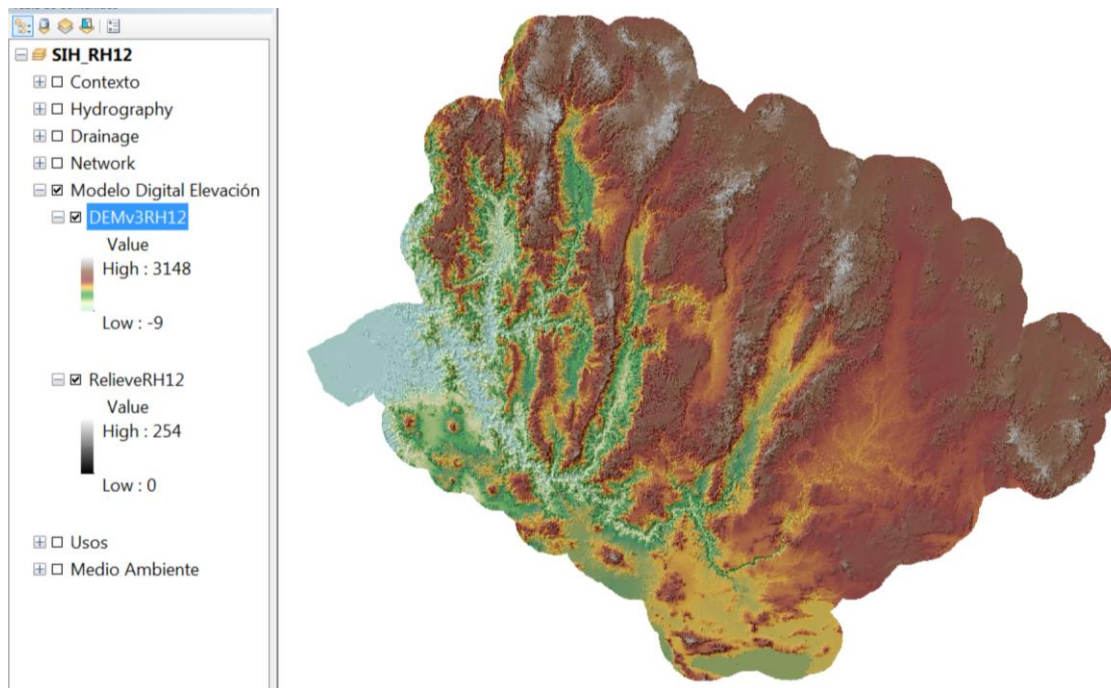 SIH_RH12
Contexto
Hydrography
Drainage
Network
Modelo Digital Elevación
DEMv3RH12
Value
High : 3148
Low : -9
RelieveRH12
Value
High : 254
Low : 0
Usos
Medio Ambiente